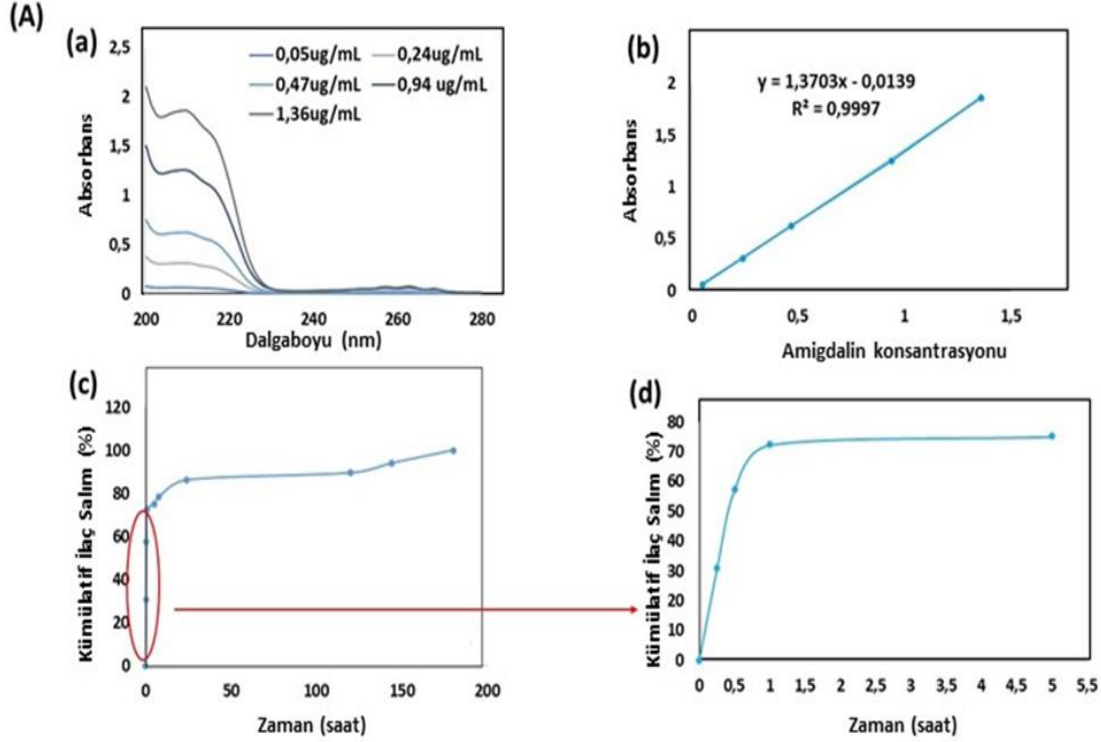 (A)
(a)
0,05ug/mL 0,24ug/mL
0,47ug/mL 0,94 ug/mL
1,36ug/mL
Absorbans
2,5
2
1,5
1
0,5
0
200 220 240 260 280
Dalgaboyu (nm)
(b)
y = 1,3703x - 0,0139
R² = 0,9997
Absorbans
2
1,5
1
0,5
0
0 0,5 1 1,5
Amigdalin konsantrasyonu
(c)
Kümülatif İlaç Salım (%)
120
100
80
60
40
20
0
0 50 100 150 200
Zaman (saat)
(d)
Kümülatif İlaç Salım (%)
80
70
60
50
40
30
20
10
0
0 0,5 1 1,5 2 2,5 3 3,5 4 4,5 5 5,5
Zaman (saat)